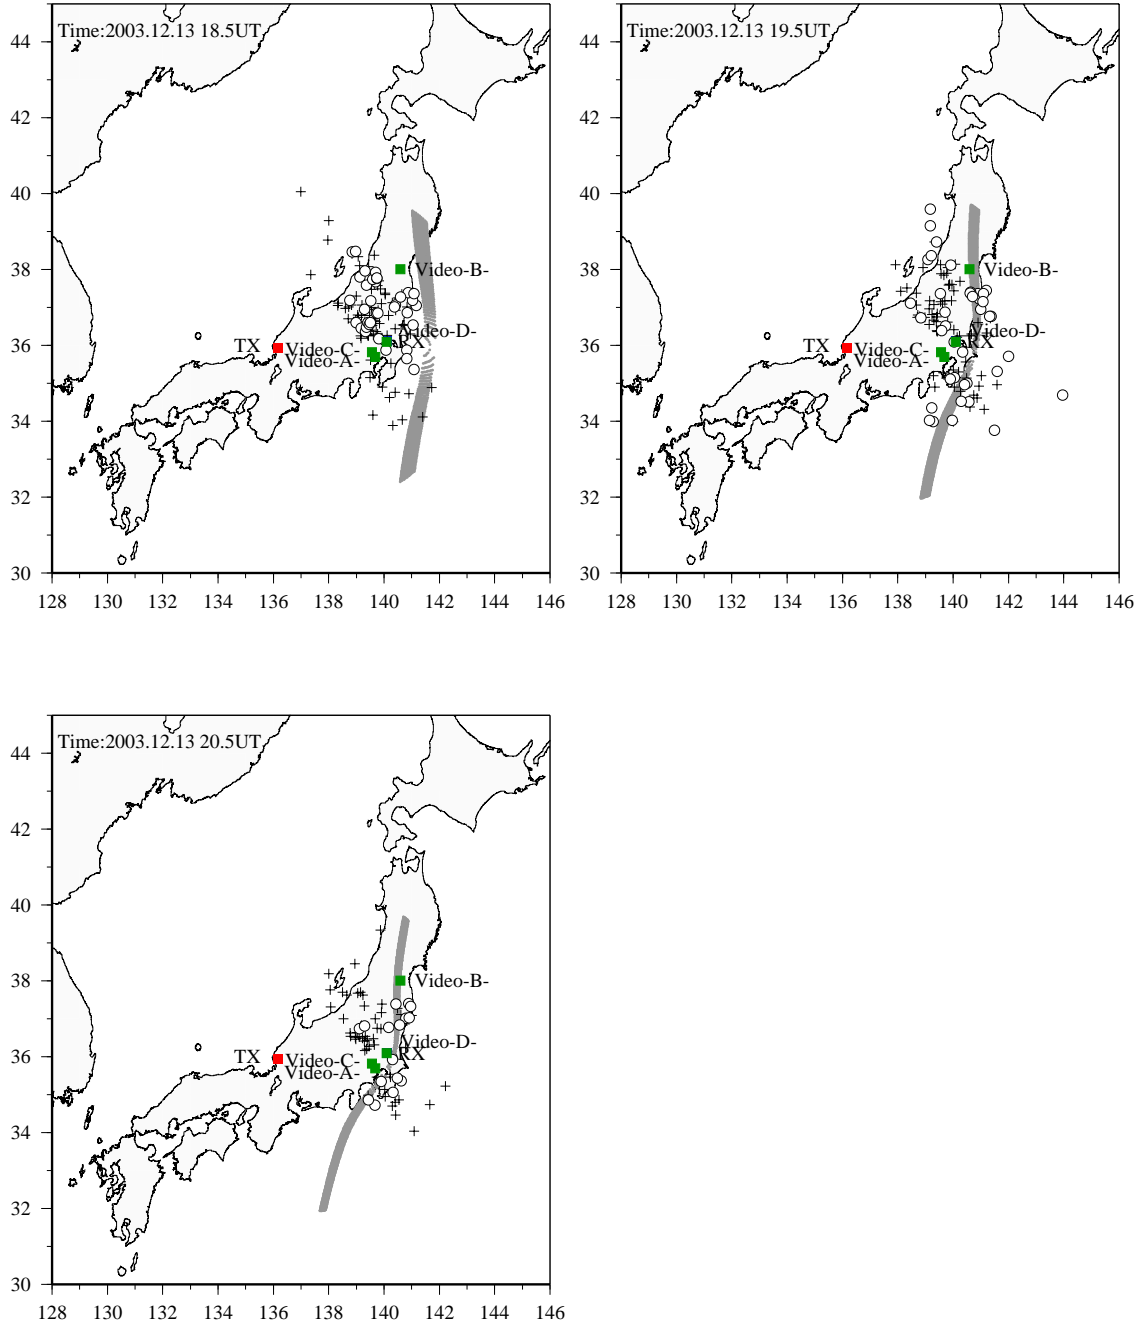 44
42
40
38
36
34
32
30
Time:2003.12.13 18.5UT
Video-B-
Video-D-
TX
RX
Video-C-
Video-A-
128 130 132 134 136 138 140 142 144 146
44
42
40
38
36
34
32
30
Time:2003.12.13 19.5UT
Video-B-
Video-D-
TX
RX
Video-C-
Video-A-
128 130 132 134 136 138 140 142 144 146
44
42
40
38
36
34
32
30
Time:2003.12.13 20.5UT
Video-B-
Video-D-
TX
RX
Video-C-
Video-A-
128 130 132 134 136 138 140 142 144 146